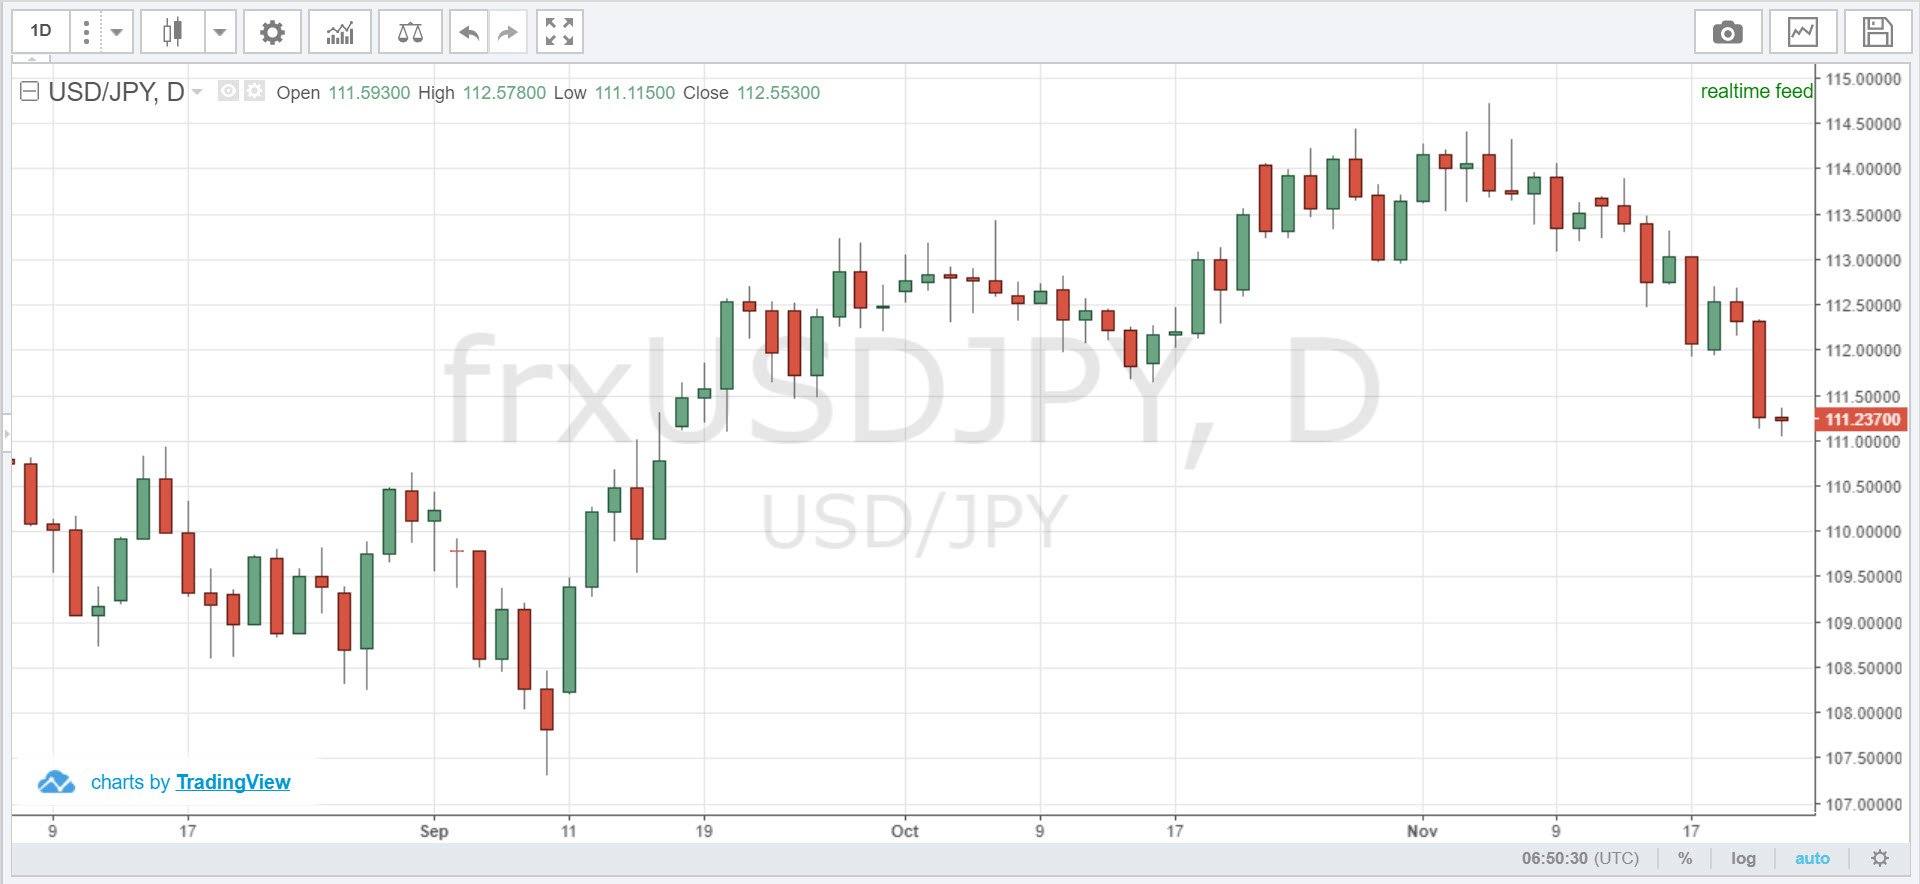 1D
USD/JPY, D Open 111.59300 High 112.57800 Low 111.11500 Close 112.55300
realtime feed
frxUSDJPY, D
USD/JPY
115.00000
114.50000
114.00000
113.50000
113.00000
112.50000
112.00000
111.50000
111.23700
111.00000
110.50000
110.00000
109.50000
109.00000
108.50000
108.00000
107.50000
107.00000
charts by TradingView
9 17 Sep 11 19 Oct 9 17 Nov 9 17
06:50:30 (UTC) % log auto